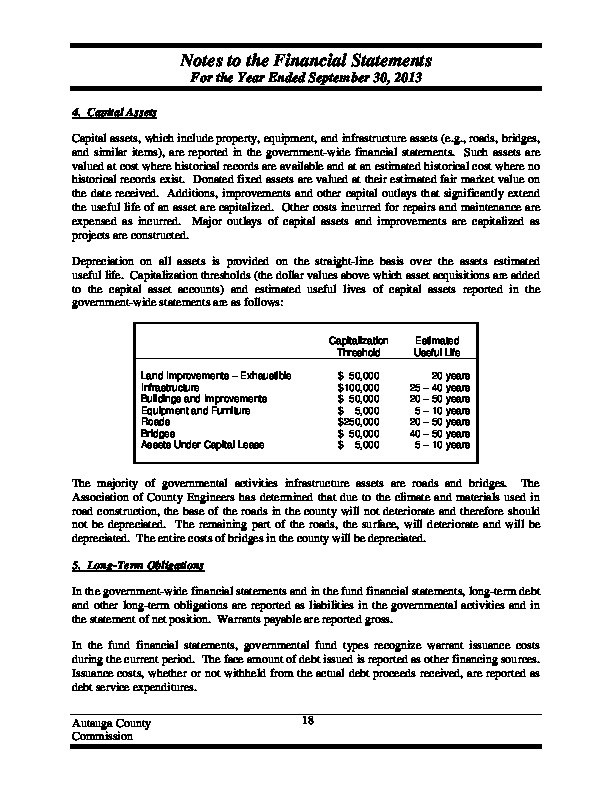 Notes to the Financial Statements
For the Year Ended September 30, 2013
4. Capital Assets
Capital assets, which include property, equipment, and infrastructure assets (e.g., roads, bridges,
and similar items), are reported in the government-wide financial statements. Such assets are
valued at cost where historical records are available and at an estimated historical cost where no
historical records exist. Donated fixed assets are valued at their estimated fair market value on
the date received. Additions, improvements and other capital outlays that significantly extend
the useful life of an asset are capitalized. Other costs incurred for repairs and maintenance are
expensed as incurred. Major outlays of capital assets and improvements are capitalized as
projects are constructed.
Depreciation on all assets is provided on the straight-line basis over the assets estimated
useful life. Capitalization thresholds (the dollar values above which asset acquisitions are added
to the capital asset accounts) and estimated useful lives of capital assets reported in the
government-wide statements are as follows:
Capitalization Estimated
Threshold Useful Life
Land Improvements – Exhaustible $ 50,000 20 years
Infrastructure $100,000 25 – 40 years
Buildings and Improvements $ 50,000 20 – 50 years
Equipment and Furniture $ 5,000 5 – 10 years
Roads $250,000 20 – 50 years
Bridges $ 50,000 40 – 50 years
Assets Under Capital Lease $ 5,000 5 – 10 years
The majority of governmental activities infrastructure assets are roads and bridges. The
Association of County Engineers has determined that due to the climate and materials used in
road construction, the base of the roads in the county will not deteriorate and therefore should
not be depreciated. The remaining part of the roads, the surface, will deteriorate and will be
depreciated. The entire costs of bridges in the county will be depreciated.
5. Long-Term Obligations
In the government-wide financial statements and in the fund financial statements, long-term debt
and other long-term obligations are reported as liabilities in the governmental activities and in
the statement of net position. Warrants payable are reported gross.
In the fund financial statements, governmental fund types recognize warrant issuance costs
during the current period. The face amount of debt issued is reported as other financing sources.
Issuance costs, whether or not withheld from the actual debt proceeds received, are reported as
debt service expenditures.
Autauga County 18
Commission